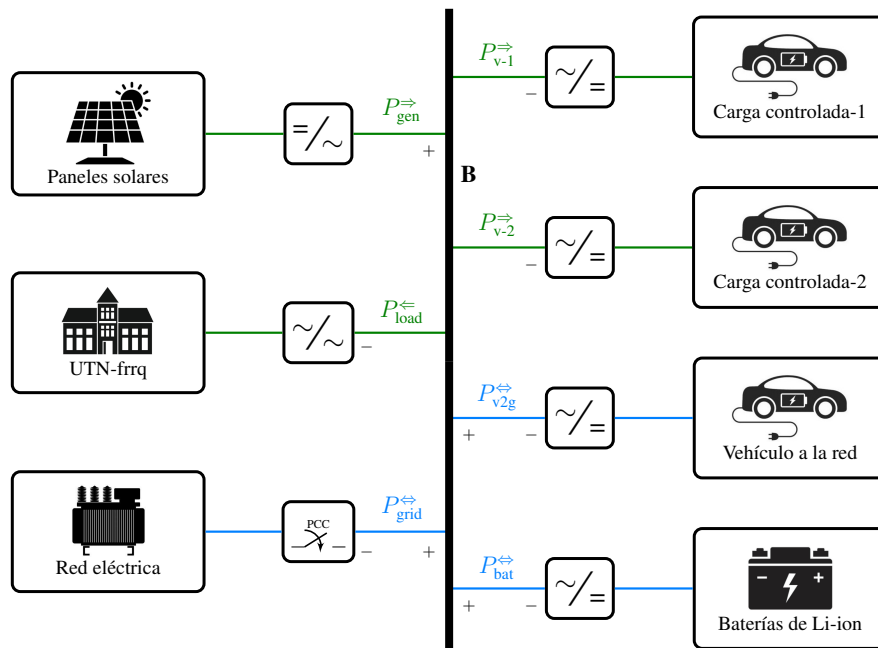 P⇒gen
+
Paneles solares
=/∼
P⇐load
−
UTN-frrq
∼/∼
P⇔grid
− +
PCC
Red eléctrica
B
P⇒v-1
−
∼/=
Carga controlada-1
P⇒v-2
−
∼/=
Carga controlada-2
P⇔v2g
+ −
∼/=
Vehículo a la red
P⇔bat
+ −
∼/=
− +
Baterías de Li-ion